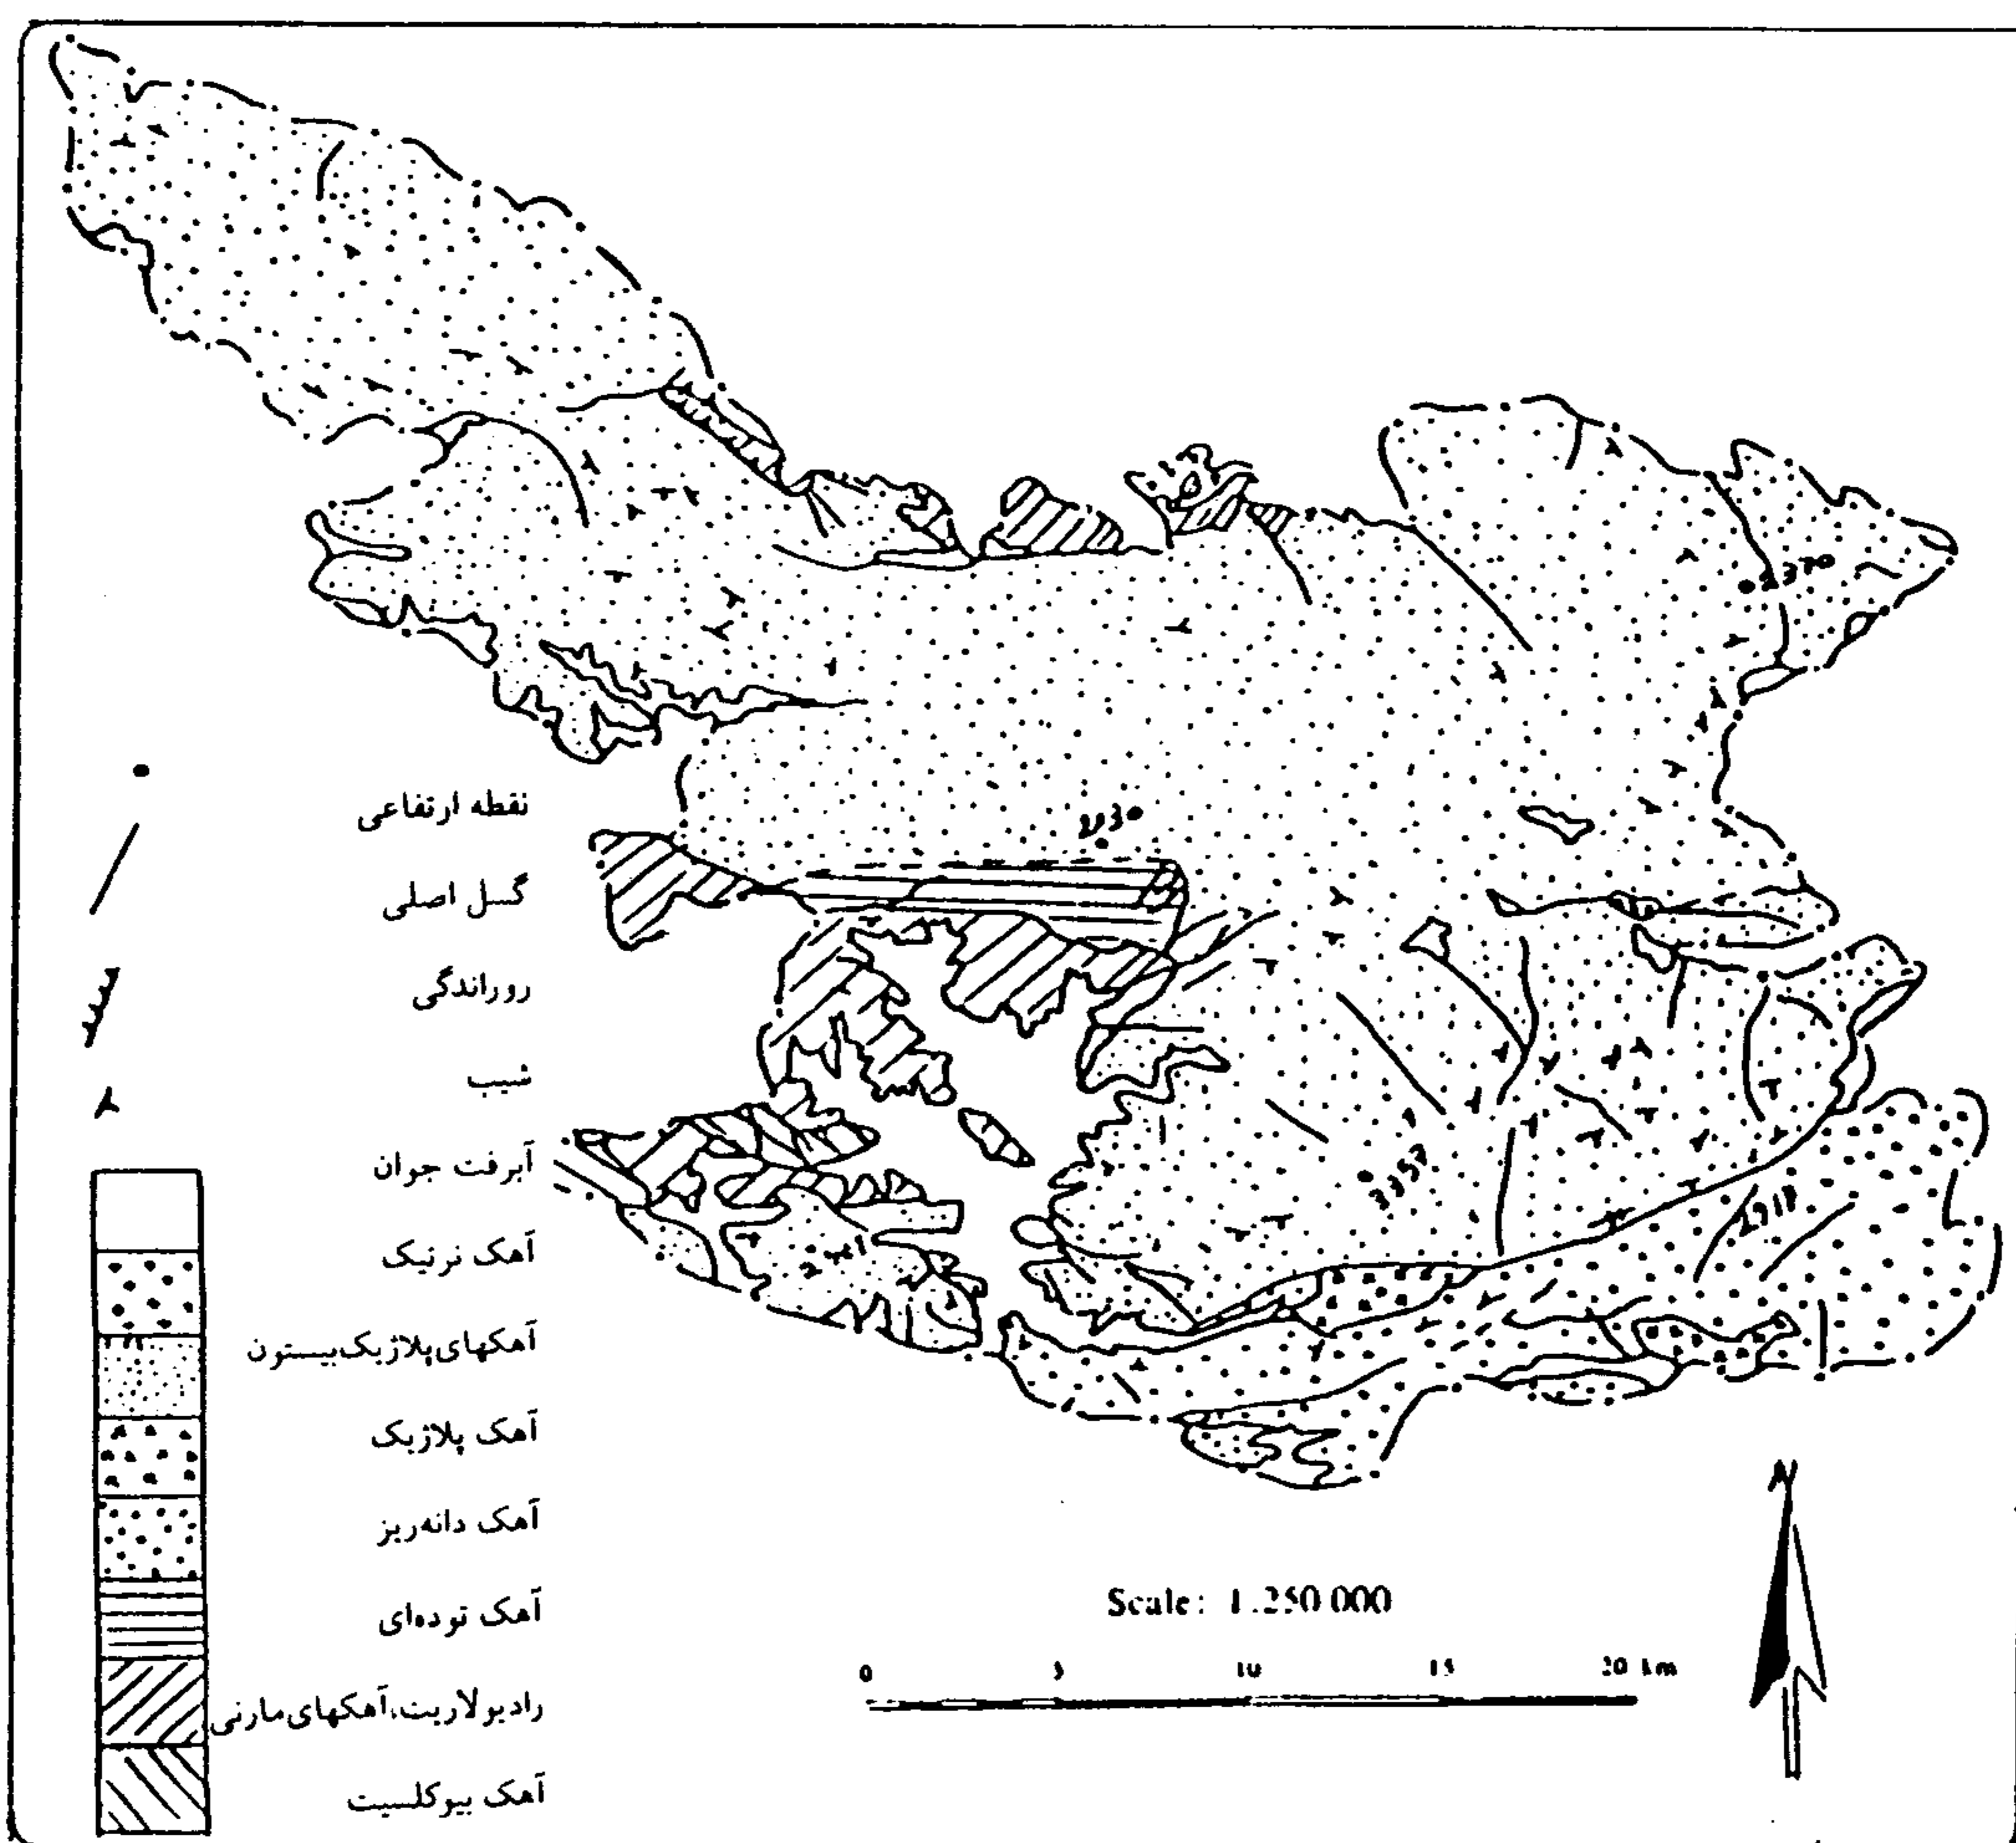 نقطه ارتفاعی
گسل اصلی
روراندگی
شیب
آبرفت جوان
آهک نرتیک
آهکهای پلاژیک بیستون
آهک پلاژیک
آهک دانه‌ریز
آهک توده‌ای
رادیولاریت، آهکهای مارنی
آهک بیوکلسیت
3357
N
Scale: 1.250 000
0 5 10 15 20 km